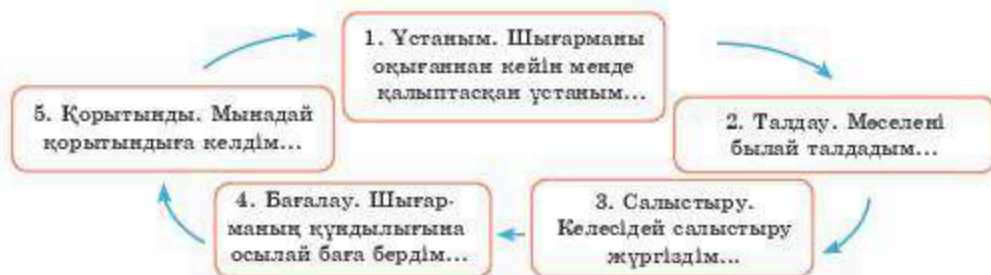 1. Ұстаным. Шығарманы
оқығаннан кейін менде
қалыптасқан ұстаным...
2. Талдау. Мәселені
былай талдадым...
3. Салыстыру.
Келесідей салыстыру
жүргіздім...
4. Бағалау. Шығар-
маның құндылығына
осылай баға бердім...
5. Қорытынды. Мынадай
қорытындыға келдім...